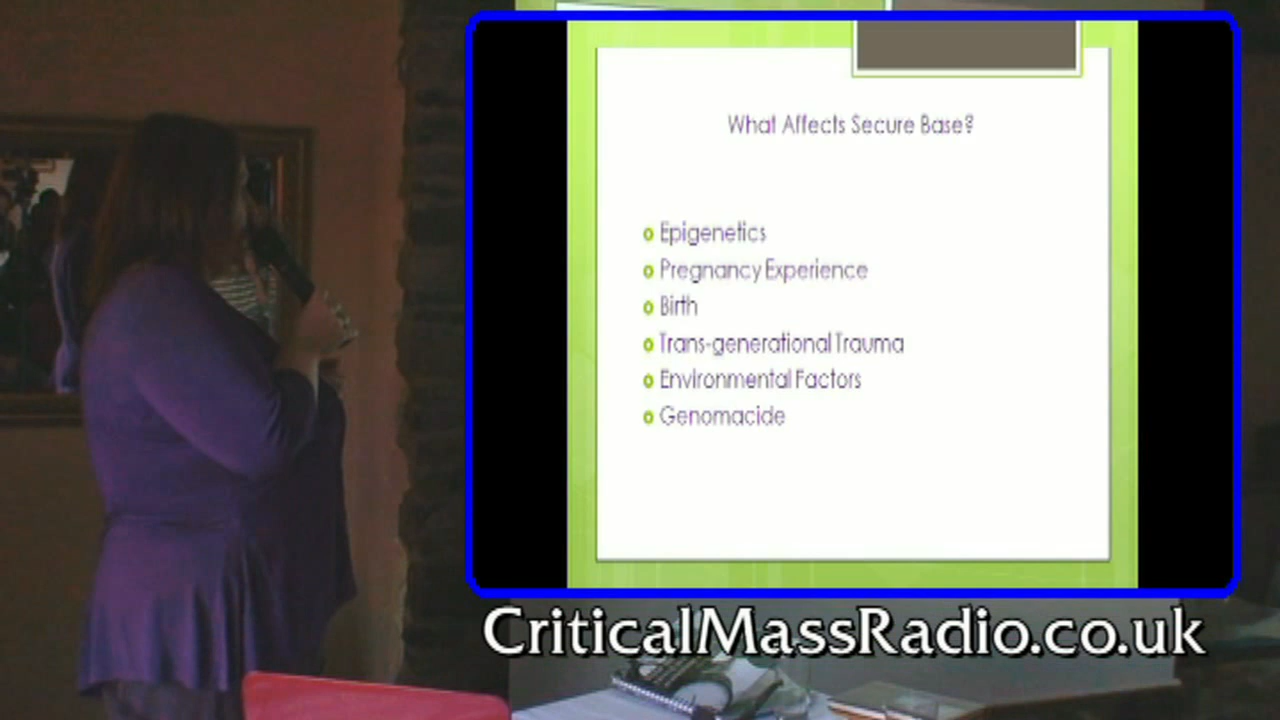 What Affects Secure Base?
Epigenetics
Pregnancy Experience
Birth
Trans-generational Trauma
Environmental Factors
Genomacide
CriticalMassRadio.co.uk